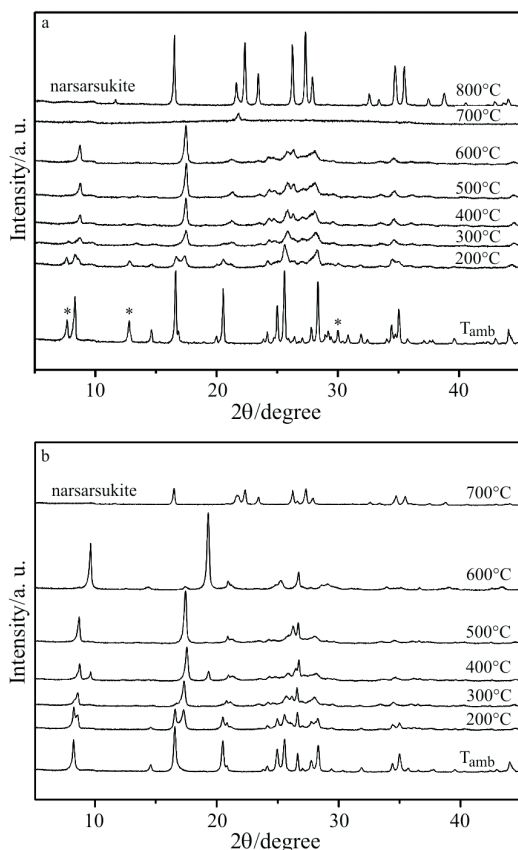 a
narsarsukite
800°C
700°C
600°C
500°C
400°C
300°C
200°C
* * *
Tamb
Intensity/a. u.
10 20 30 40
2θ/degree
b
narsarsukite
700°C
600°C
500°C
400°C
300°C
200°C
Tamb
Intensity/a. u.
10 20 30 40
2θ/degree